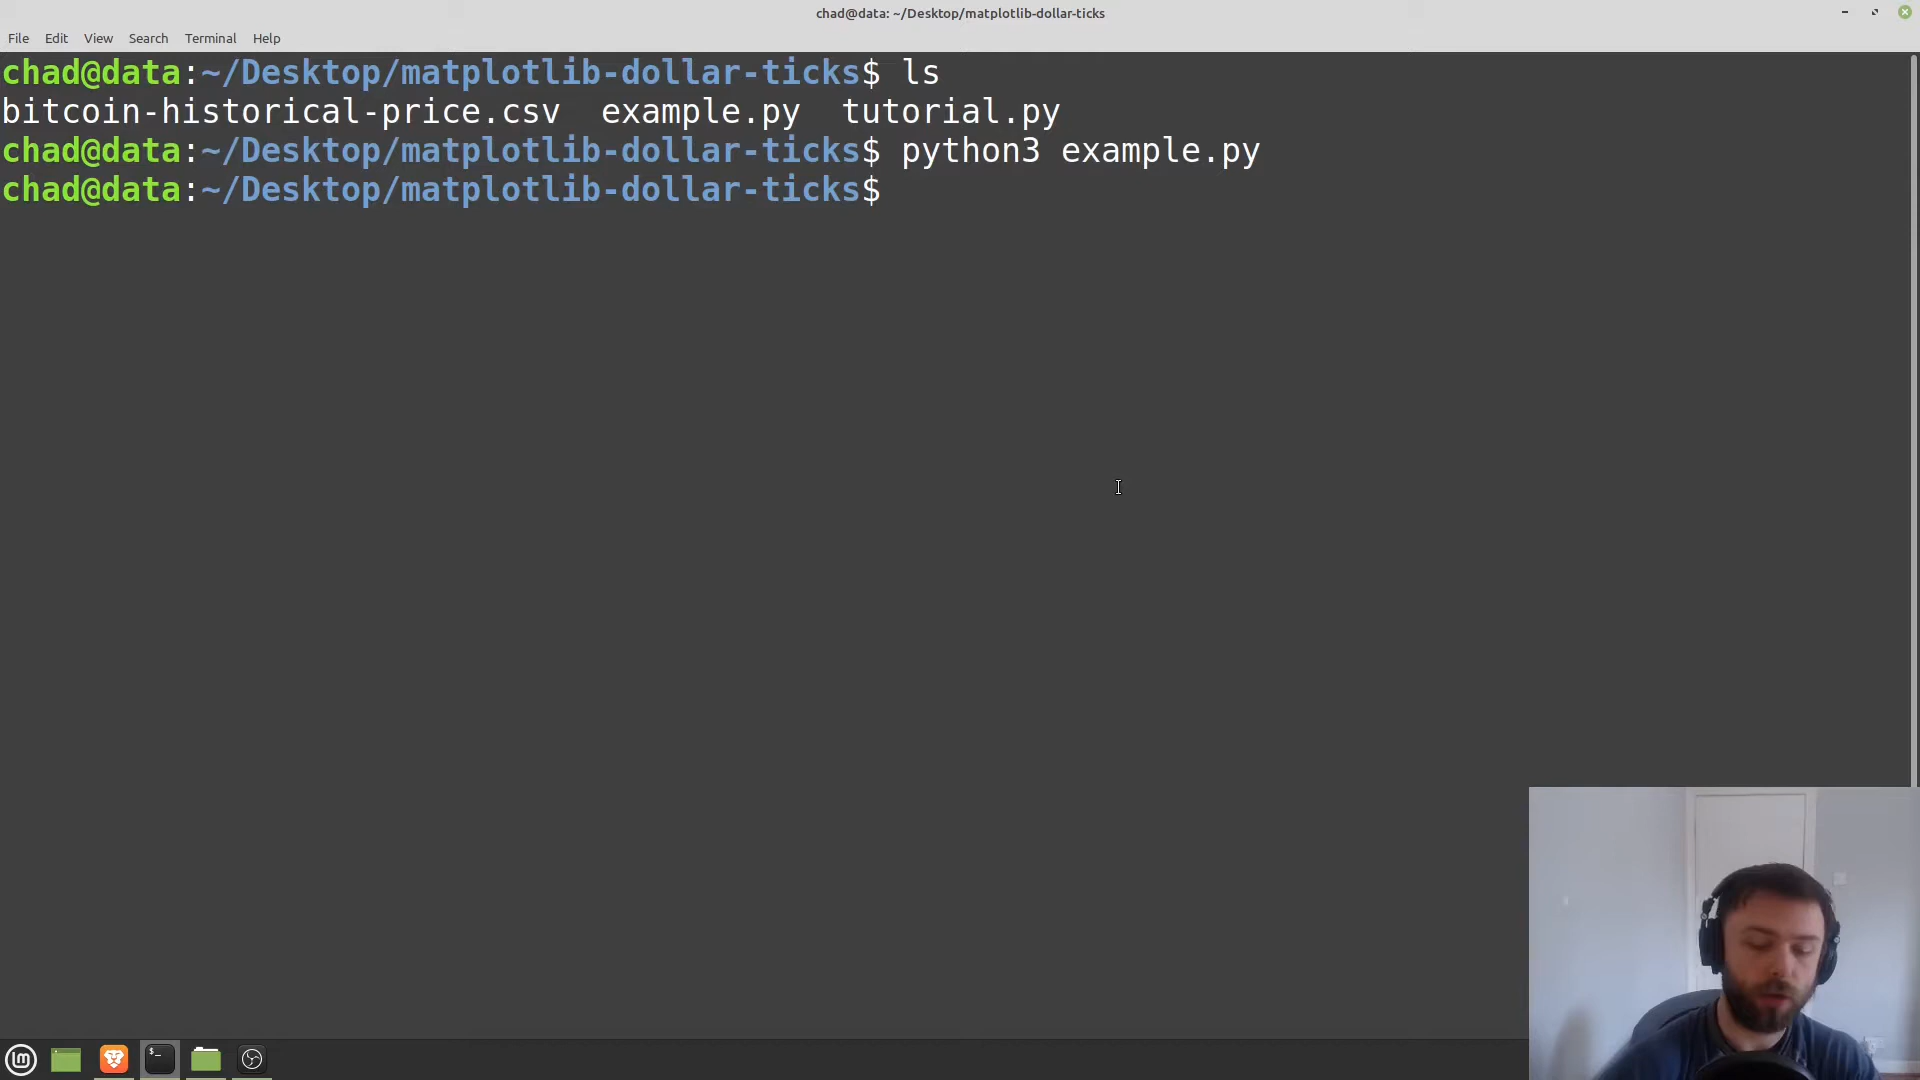 chad@data: ~/Desktop/matplotlib-dollar-ticks
File Edit View Search Terminal Help
chad@data:~/Desktop/matplotlib-dollar-ticks$ ls
bitcoin-historical-price.csv example.py tutorial.py
chad@data:~/Desktop/matplotlib-dollar-ticks$ python3 example.py
chad@data:~/Desktop/matplotlib-dollar-ticks$
$_